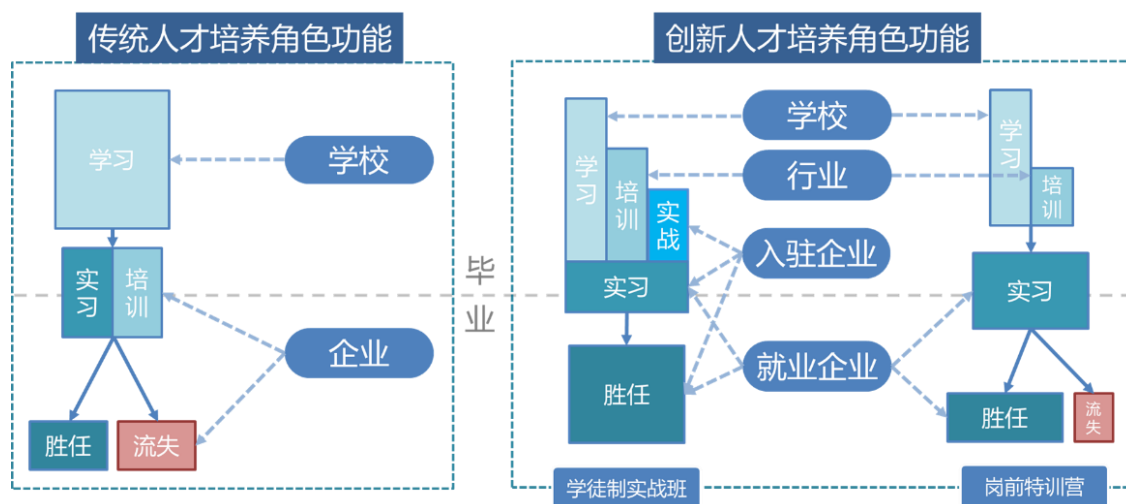 传统人才培养角色功能
学习
学校
实习
培训
企业
胜任
流失
毕业
创新人才培养角色功能
学习
培训
实战
实习
胜任
学徒制实战班
学校
行业
入驻企业
就业企业
学习
培训
实习
胜任
流失
岗前特训营